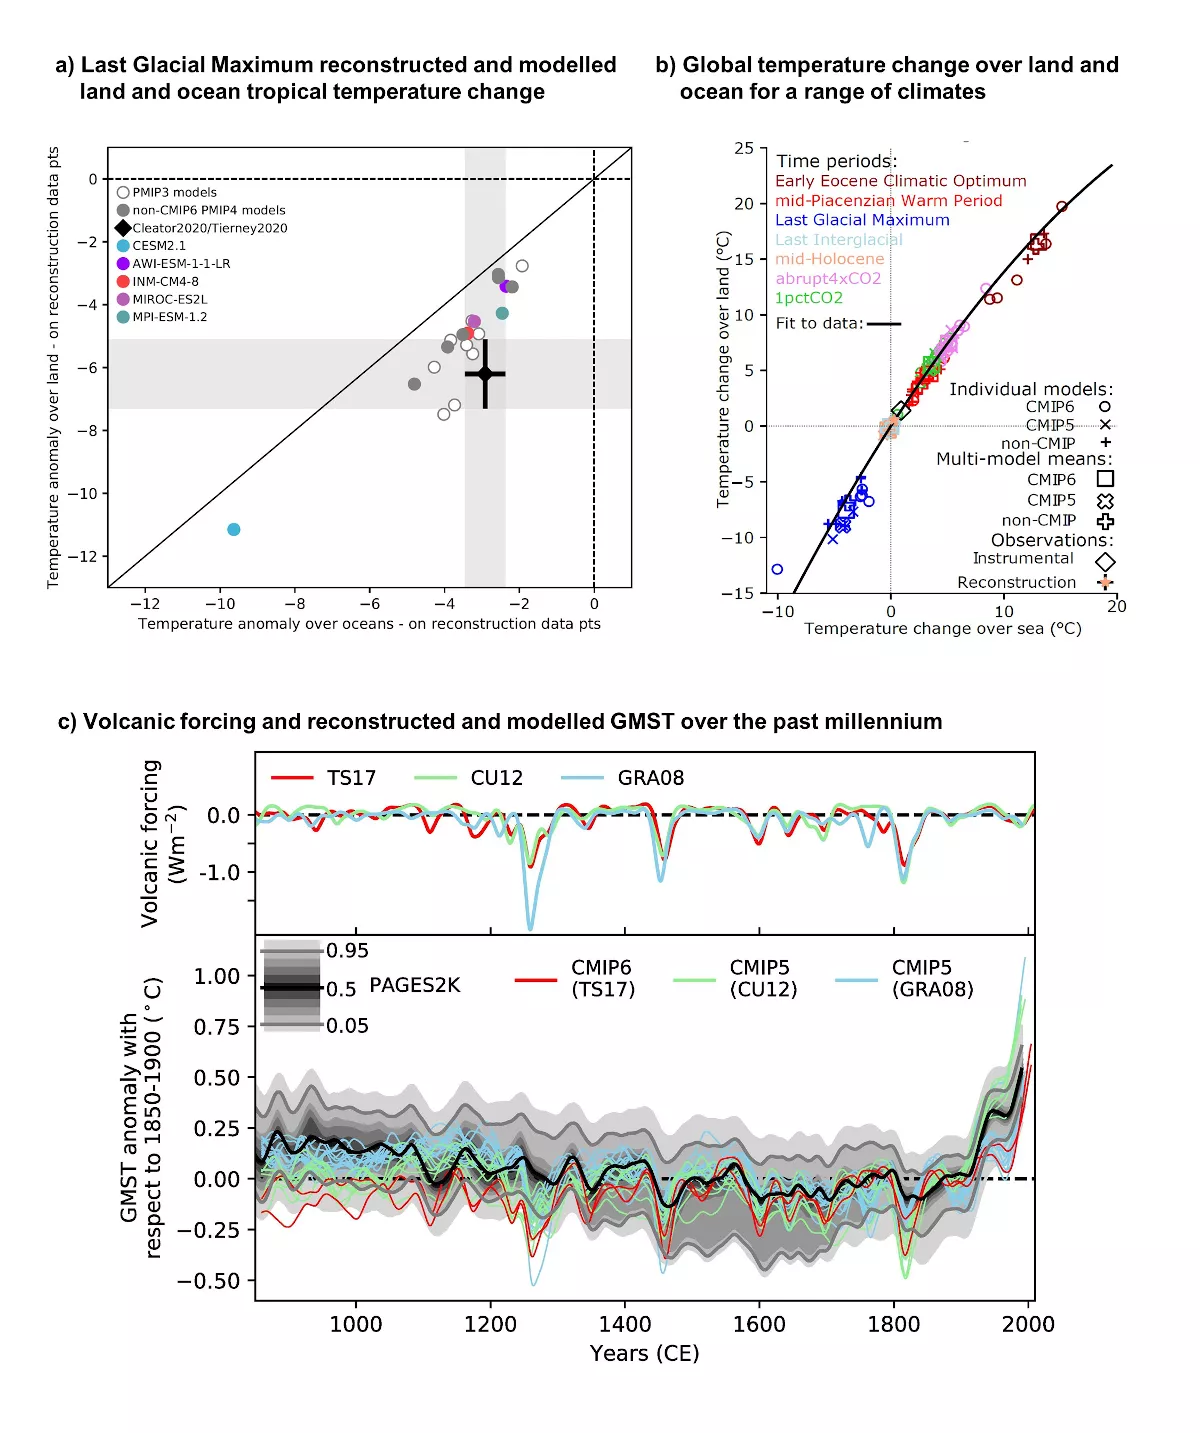 a) Last Glacial Maximum reconstructed and modelled
land and ocean tropical temperature change
Temperature anomaly over land - on reconstruction data pts
0
−2
−4
−6
−8
−10
−12
PMIP3 models
non-CMIP6 PMIP4 models
Cleator2020/Tierney2020
CESM2.1
AWI-ESM-1-1-LR
INM-CM4-8
MIROC-ES2L
MPI-ESM-1.2
−12 −10 −8 −6 −4 −2 0
Temperature anomaly over oceans - on reconstruction data pts
b) Global temperature change over land and
ocean for a range of climates
Temperature change over land (°C)
25
20
15
10
5
0
−5
−10
−15
Time periods:
Early Eocene Climatic Optimum
mid-Piacenzian Warm Period
Last Glacial Maximum
Last Interglacial
mid-Holocene
abrupt4xCO2
1pctCO2
Fit to data:
Individual models:
CMIP6
CMIP5
non-CMIP
Multi-model means:
CMIP6
CMIP5
non-CMIP
Observations:
Instrumental
Reconstruction
−10 0 10 20
Temperature change over sea (°C)
c) Volcanic forcing and reconstructed and modelled GMST over the past millennium
Volcanic forcing
(Wm−2)
0.0
-1.0
TS17 CU12 GRA08
GMST anomaly with
respect to 1850-1900 (°C)
1.00
0.75
0.50
0.25
0.00
−0.25
−0.50
0.95
0.5 PAGES2K
0.05
CMIP6
(TS17)
CMIP5
(CU12)
CMIP5
(GRA08)
1000 1200 1400 1600 1800 2000
Years (CE)